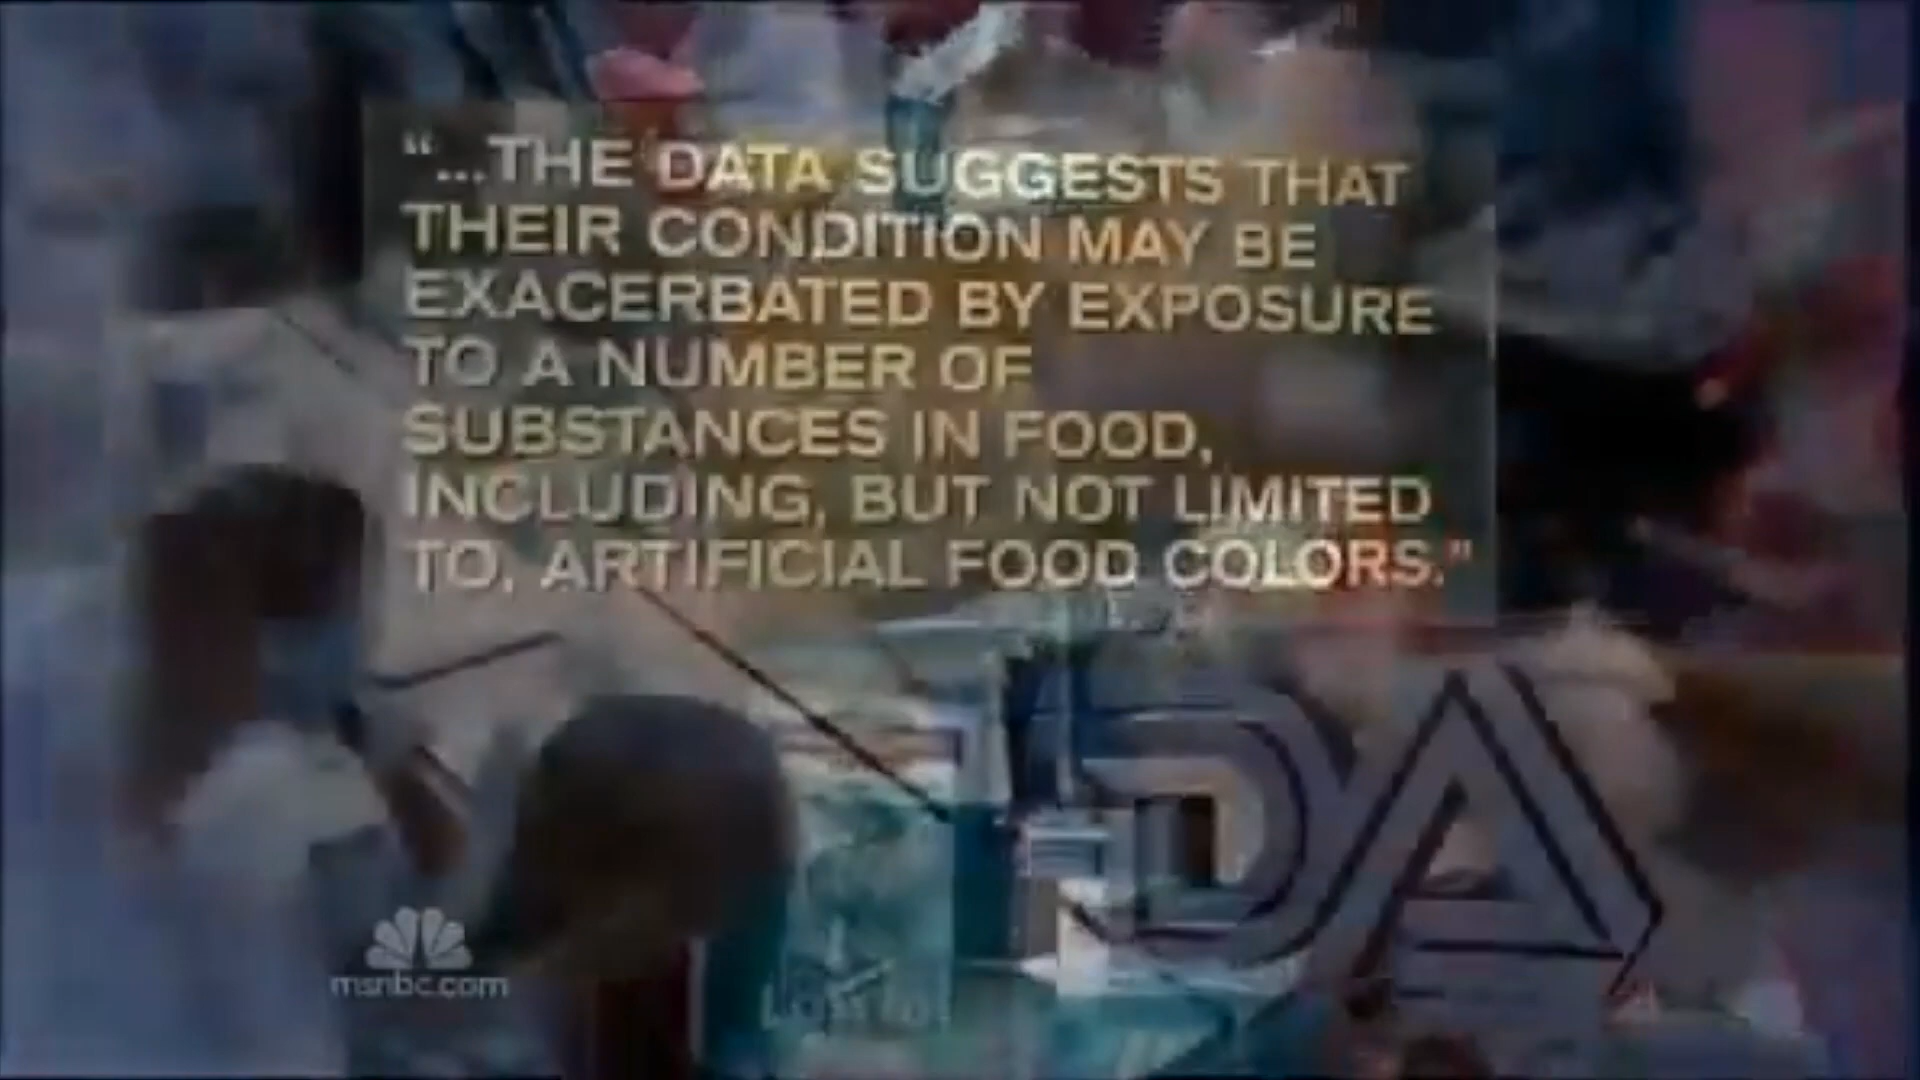 “...THE DATA SUGGESTS THAT
THEIR CONDITION MAY BE
EXACERBATED BY EXPOSURE
TO A NUMBER OF
SUBSTANCES IN FOOD,
INCLUDING, BUT NOT LIMITED
TO, ARTIFICIAL FOOD COLORS.”
DA
msnbc.com